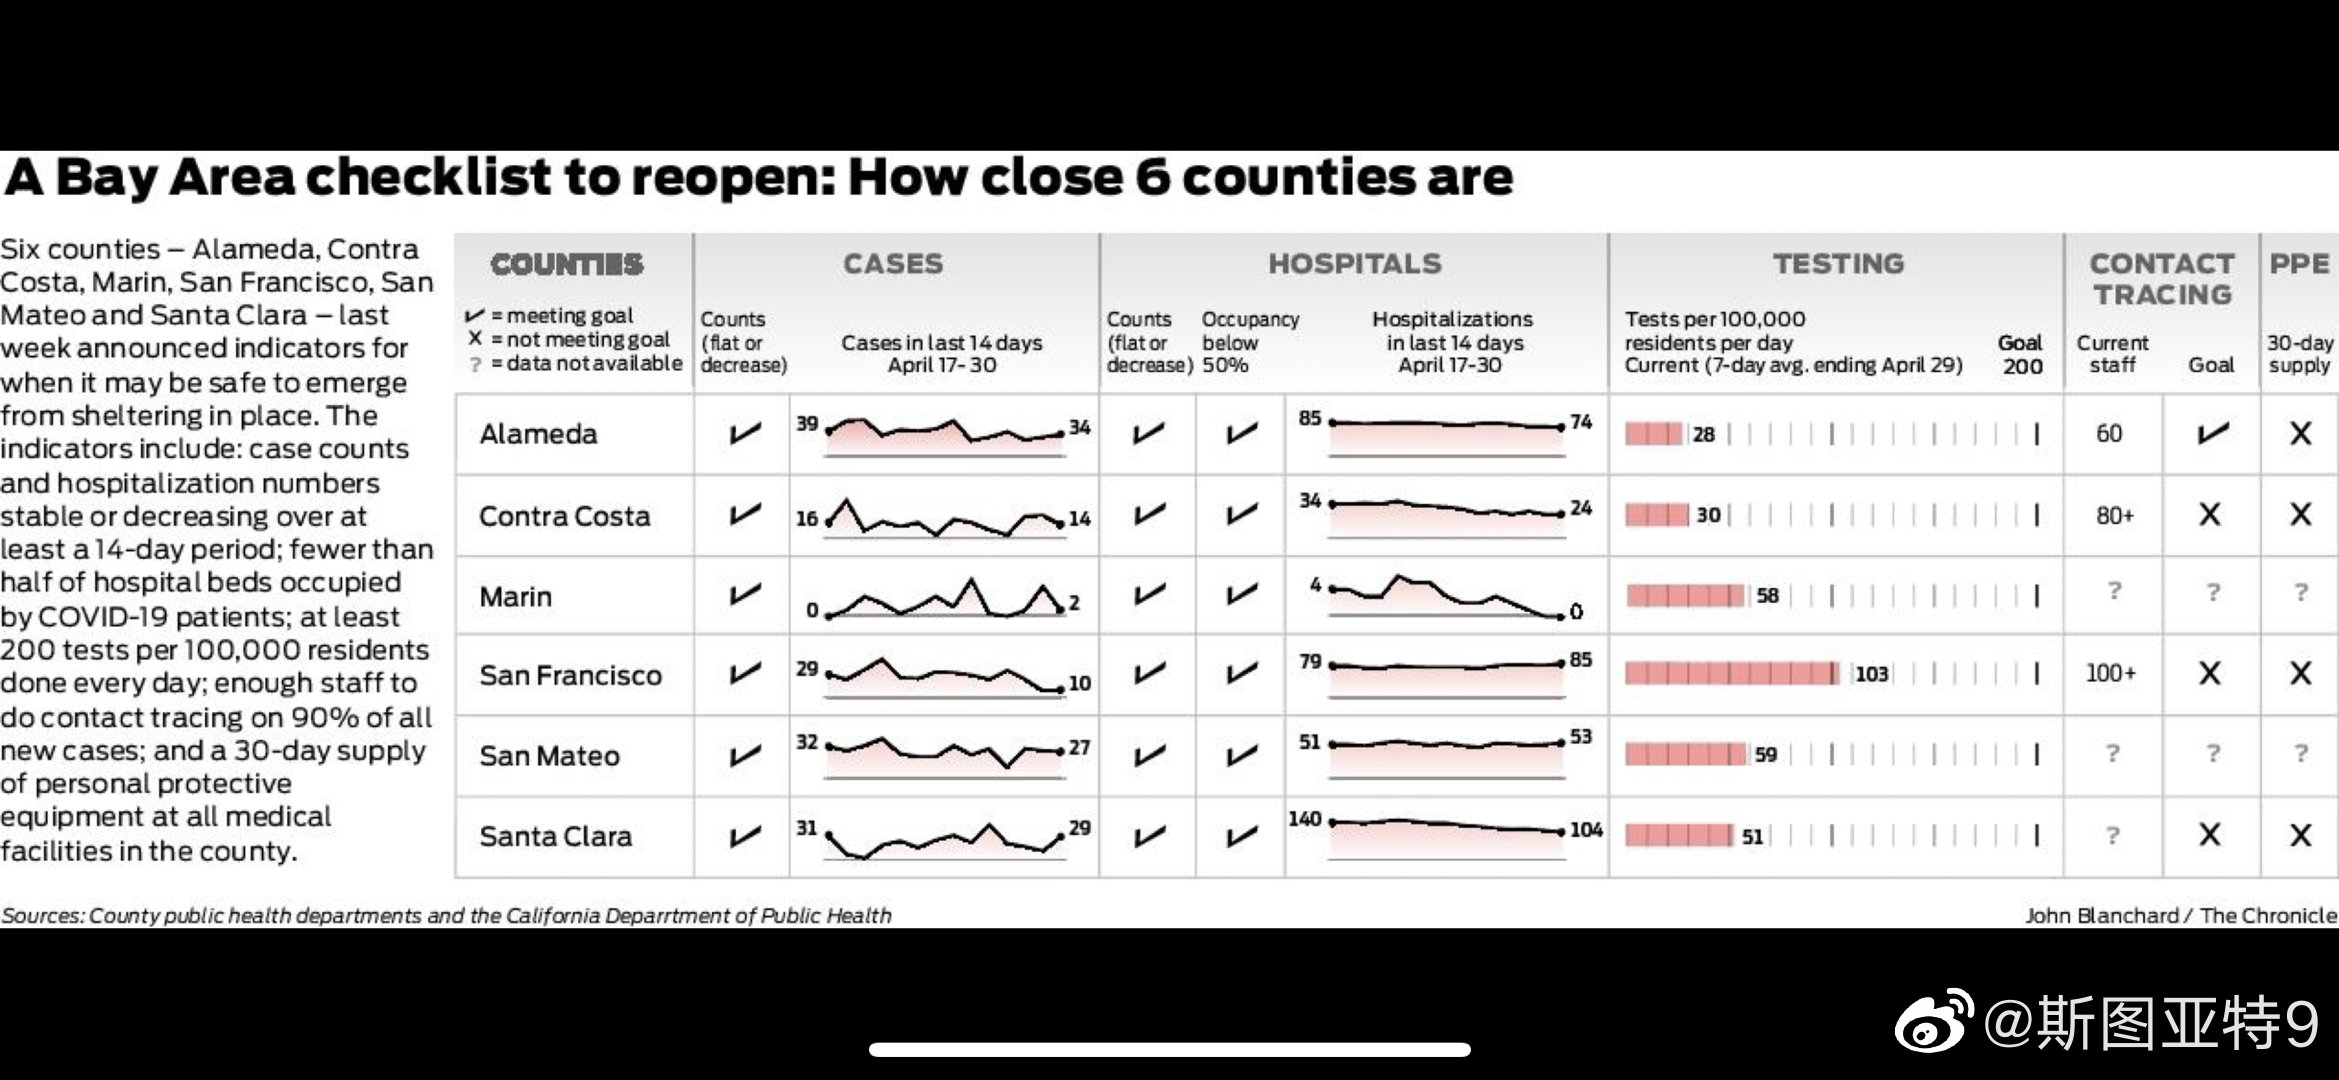 A Bay Area checklist to reopen: How close 6 counties are
Six counties – Alameda, Contra
Costa, Marin, San Francisco, San
Mateo and Santa Clara – last
week announced indicators for
when it may be safe to emerge
from sheltering in place. The
indicators include: case counts
and hospitalization numbers
stable or decreasing over at
least a 14-day period; fewer than
half of hospital beds occupied
by COVID-19 patients; at least
200 tests per 100,000 residents
done every day; enough staff to
do contact tracing on 90% of all
new cases; and a 30-day supply
of personal protective
equipment at all medical
facilities in the county.
COUNTIES
✓ = meeting goal
X = not meeting goal
? = data not available
CASES
Counts
(flat or
decrease)
Cases in last 14 days
April 17-30
HOSPITALS
Counts
(flat or
decrease)
Occupancy
below
50%
Hospitalizations
in last 14 days
April 17-30
TESTING
Tests per 100,000
residents per day
Current (7-day avg. ending April 29)
Goal
200
CONTACT
TRACING
Current
staff
Goal
PPE
30-day
supply
Alameda ✓ 39 34 ✓ ✓ 85 74 28 60 ✓ X
Contra Costa ✓ 16 14 ✓ ✓ 34 24 30 80+ X X
Marin ✓ 0 2 ✓ ✓ 4 0 58 ? ? ?
San Francisco ✓ 29 10 ✓ ✓ 79 85 103 100+ X X
San Mateo ✓ 32 27 ✓ ✓ 51 53 59 ? ? ?
Santa Clara ✓ 31 29 ✓ ✓ 140 104 51 ? X X
Sources: County public health departments and the California Deparrtment of Public Health
John Blanchard / The Chronicle
@斯图亚特9